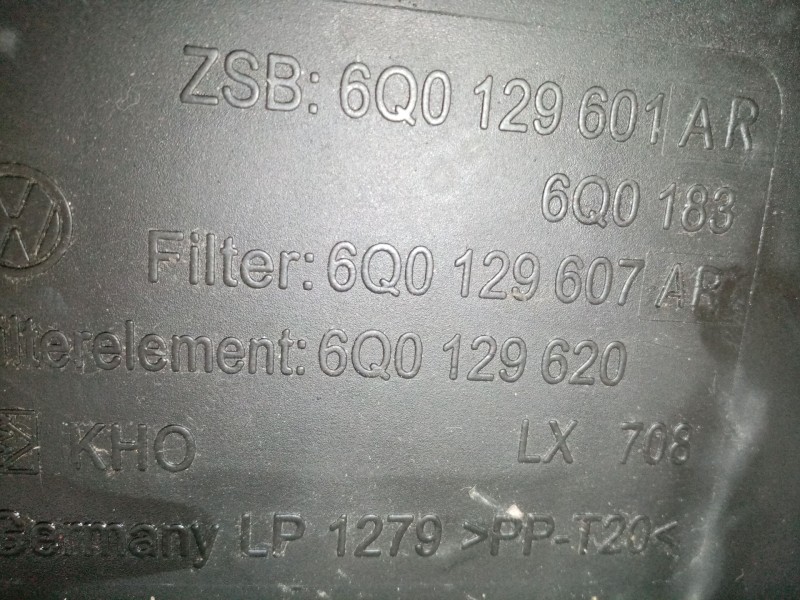 ZSB: 6Q0 129 601 AR
6Q0 183
Filter: 6Q0 129 607 AR
filterelement: 6Q0 129 620
KHO LX 708
Germany LP 1279 >PP-T20<